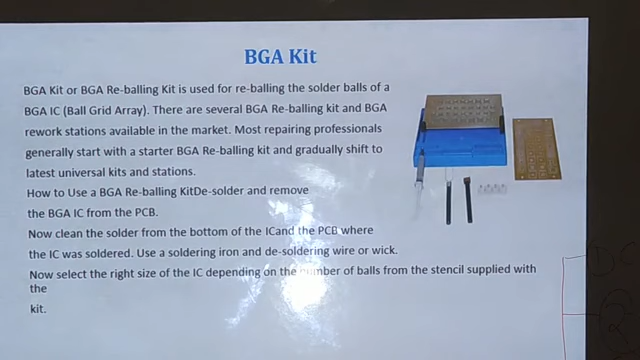 BGA Kit
BGA Kit or BGA Re-balling Kit is used for re-balling the solder balls of a
BGA IC (Ball Grid Array). There are several BGA Re-balling kit and BGA
rework stations available in the market. Most repairing professionals
generally start with a starter BGA Re-balling kit and gradually shift to
latest universal kits and stations.
How to Use a BGA Re-balling KitDe-solder and remove
the BGA IC from the PCB.
Now clean the solder from the bottom of the ICand the PCB where
the IC was soldered. Use a soldering iron and de-soldering wire or wick.
Now select the right size of the IC depending on the number of balls from the stencil supplied with
the
kit.